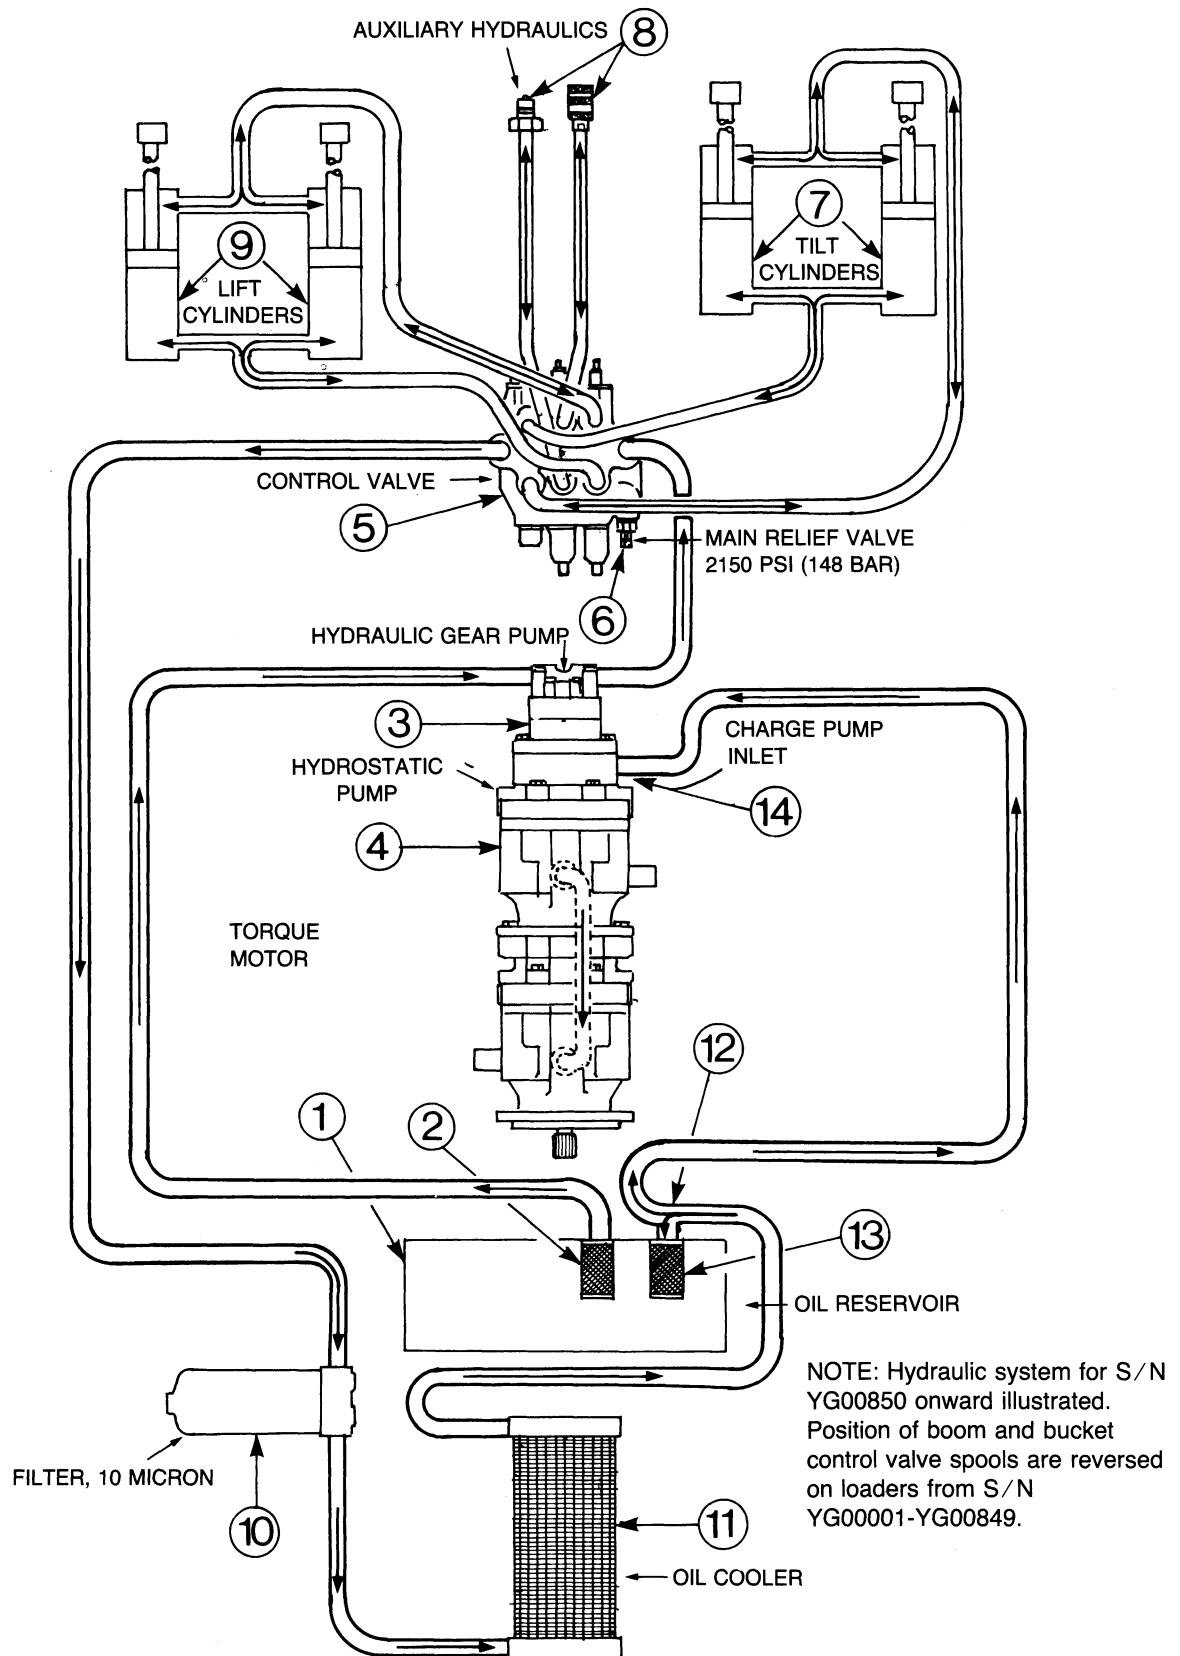 AUXILIARY HYDRAULICS
8
7
TILT
CYLINDERS
9
LIFT
CYLINDERS
CONTROL VALVE
5
MAIN RELIEF VALVE
2150 PSI (148 BAR)
6
HYDRAULIC GEAR PUMP
3
CHARGE PUMP
INLET
HYDROSTATIC
PUMP
14
4
TORQUE
MOTOR
12
1
2
13
OIL RESERVOIR
NOTE: Hydraulic system for S/N
YG00850 onward illustrated.
Position of boom and bucket
control valve spools are reversed
on loaders from S/N
YG00001-YG00849.
FILTER, 10 MICRON
10
11
OIL COOLER